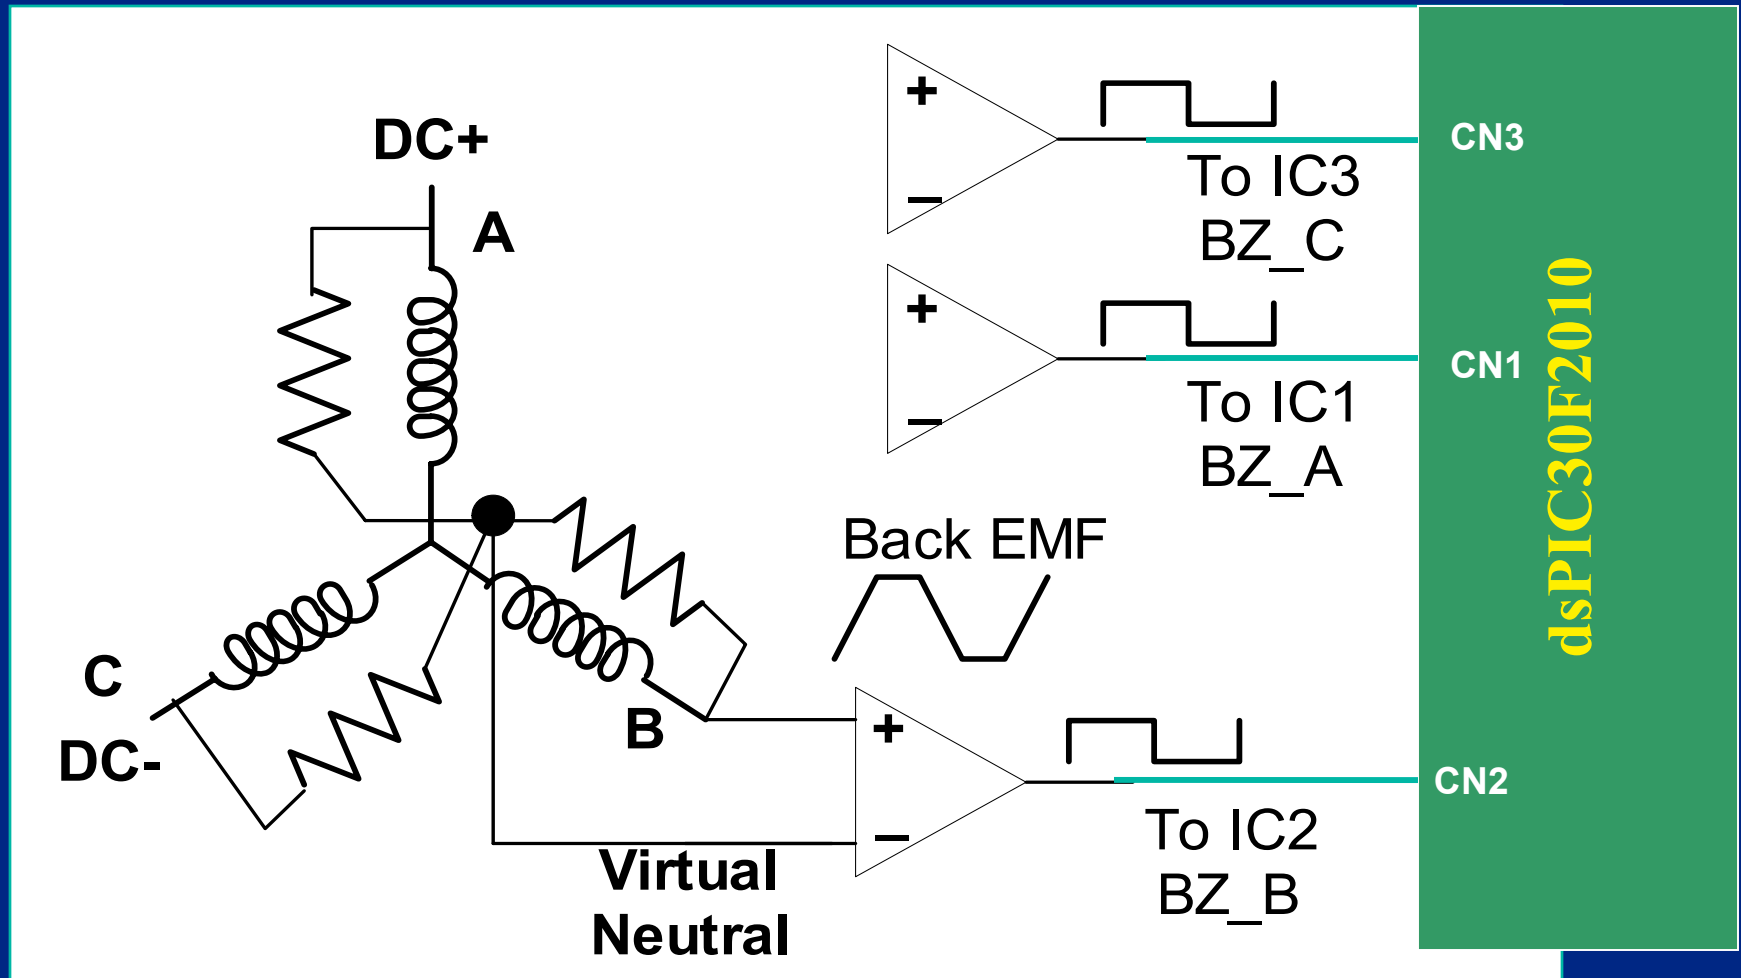 DC+
A
C
DC-
B
Virtual
Neutral
Back EMF
+
−
To IC3
BZ_C
+
−
To IC1
BZ_A
+
−
To IC2
BZ_B
CN3
CN1
CN2
dsPIC30F2010